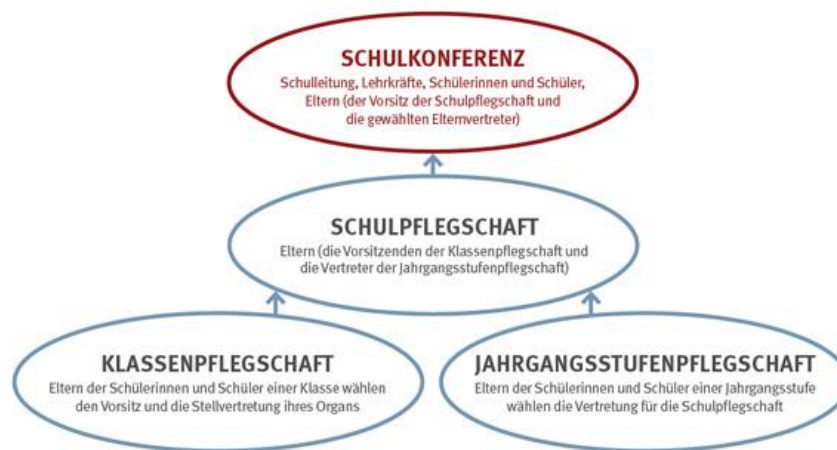 SCHULKONFERENZ
Schulleitung, Lehrkräfte, Schülerinnen und Schüler,
Eltern (der Vorsitz der Schulpflegschaft und
die gewählten Elternvertreter)
SCHULPFLEGSCHAFT
Eltern (die Vorsitzenden der Klassenpflegschaft und
die Vertreter der Jahrgangsstufenpflegschaft)
KLASSENPFLEGSCHAFT
Eltern der Schülerinnen und Schüler einer Klasse wählen
den Vorsitz und die Stellvertretung ihres Organs
JAHRGANGSSTUFENPFLEGSCHAFT
Eltern der Schülerinnen und Schüler einer Jahrgangsstufe
wählen die Vertretung für die Schulpflegschaft